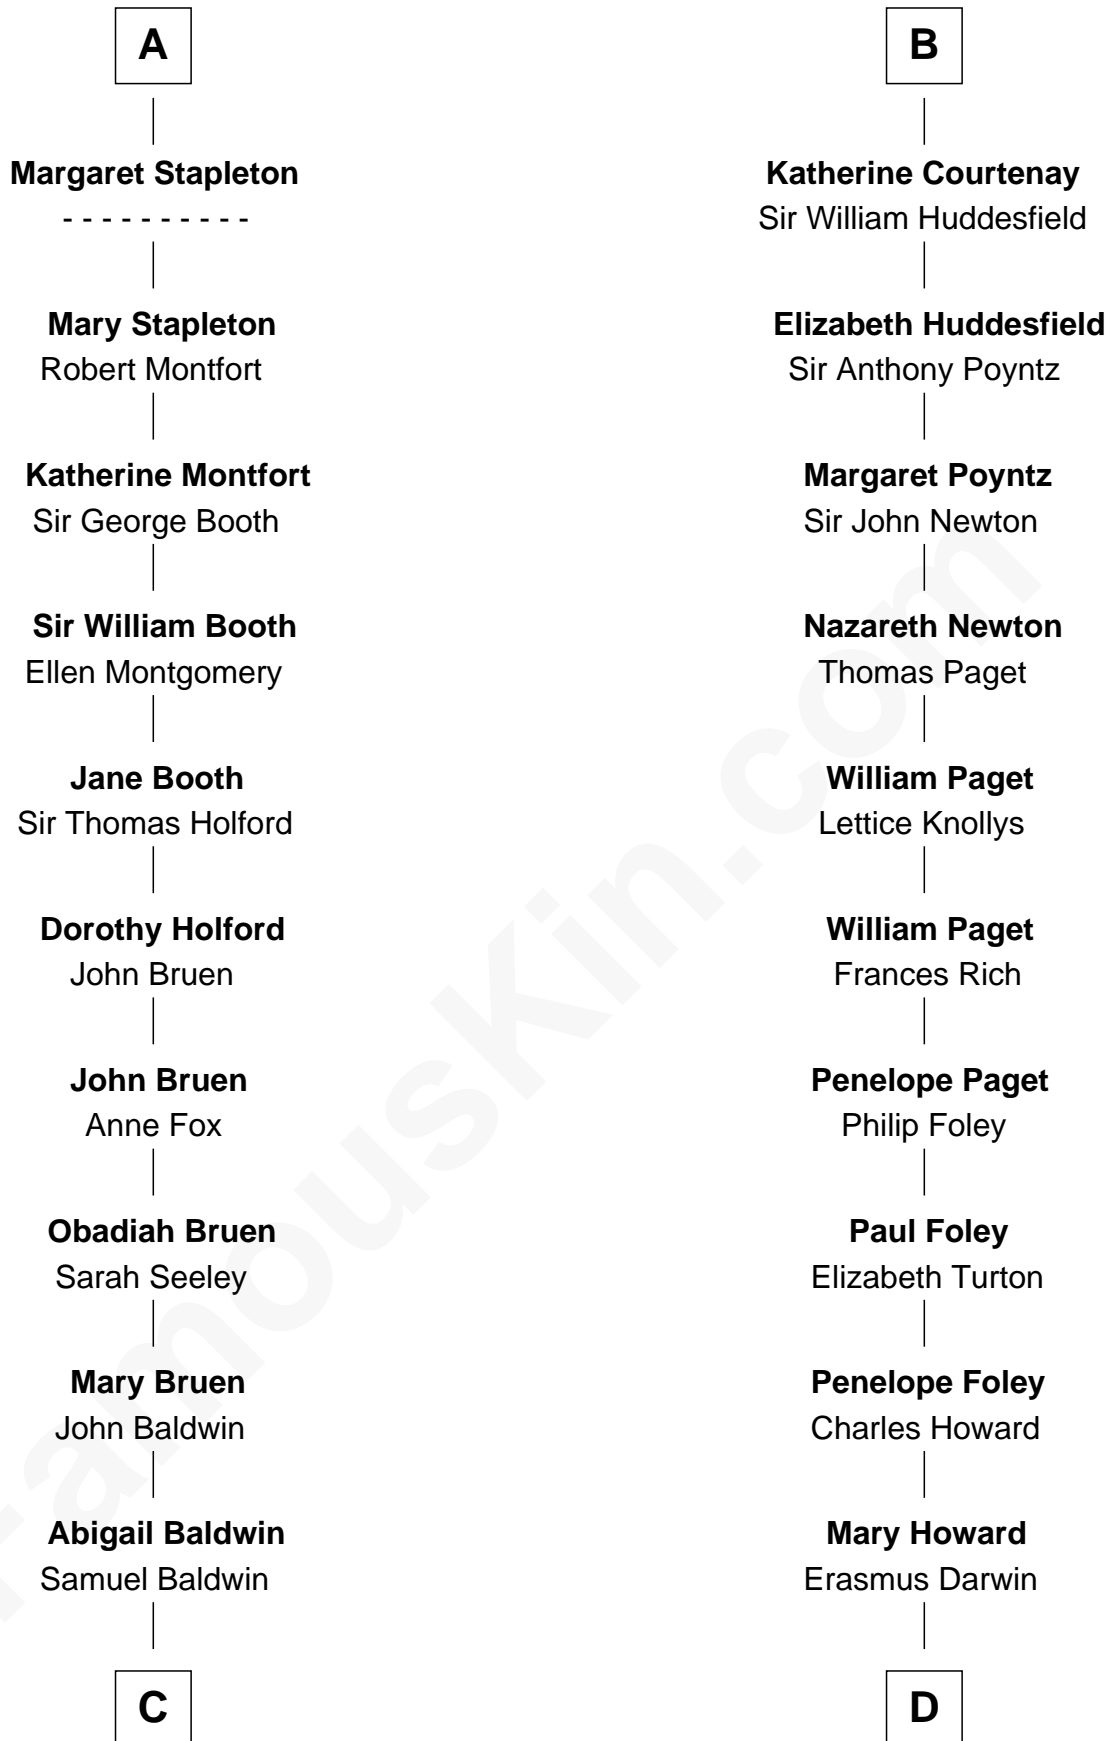 A
Margaret Stapleton
- - - - - - - - - -
Mary Stapleton
Robert Montfort
Katherine Montfort
Sir George Booth
Sir William Booth
Ellen Montgomery
Jane Booth
Sir Thomas Holford
Dorothy Holford
John Bruen
John Bruen
Anne Fox
Obadiah Bruen
Sarah Seeley
Mary Bruen
John Baldwin
Abigail Baldwin
Samuel Baldwin
C
B
Katherine Courtenay
Sir William Huddesfield
Elizabeth Huddesfield
Sir Anthony Poyntz
Margaret Poyntz
Sir John Newton
Nazareth Newton
Thomas Paget
William Paget
Lettice Knollys
William Paget
Frances Rich
Penelope Paget
Philip Foley
Paul Foley
Elizabeth Turton
Penelope Foley
Charles Howard
Mary Howard
Erasmus Darwin
D
FamousKin.com